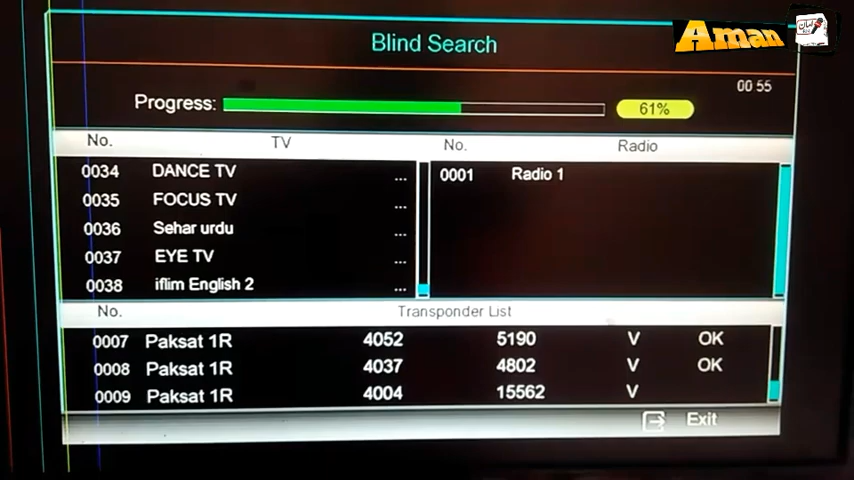 Aman
Blind Search
00 55
Progress: 61%
No. TV No. Radio
0034 DANCE TV ... 0001 Radio 1
0035 FOCUS TV ...
0036 Sehar urdu ...
0037 EYE TV ...
0038 iflim English 2 ...
No. Transponder List
0007 Paksat 1R 4052 5190 V OK
0008 Paksat 1R 4037 4802 V OK
0009 Paksat 1R 4004 15562 V
Exit